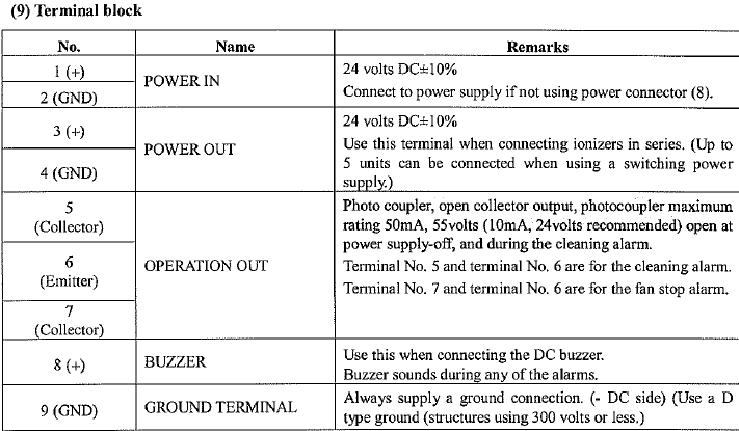 (9) Terminal block
No. Name Remarks
1 (+)
2 (GND)
POWER IN
24 volts DC±10%
Connect to power supply if not using power connector (8).
3 (+)
4 (GND)
POWER OUT
24 volts DC±10%
Use this terminal when connecting ionizers in series. (Up to
5 units can be connected when using a switching power
supply.)
5
(Collector)
6
(Emitter)
7
(Collector)
OPERATION OUT
Photo coupler, open collector output, photocoupler maximum
rating 50mA, 55volts (10mA, 24volts recommended) open at
power supply-off, and during the cleaning alarm.
Terminal No. 5 and terminal No. 6 are for the cleaning alarm.
Terminal No. 7 and terminal No. 6 are for the fan stop alarm.
8 (+)
BUZZER
Use this when connecting the DC buzzer.
Buzzer sounds during any of the alarms.
9 (GND)
GROUND TERMINAL
Always supply a ground connection. (- DC side) (Use a D
type ground (structures using 300 volts or less.)